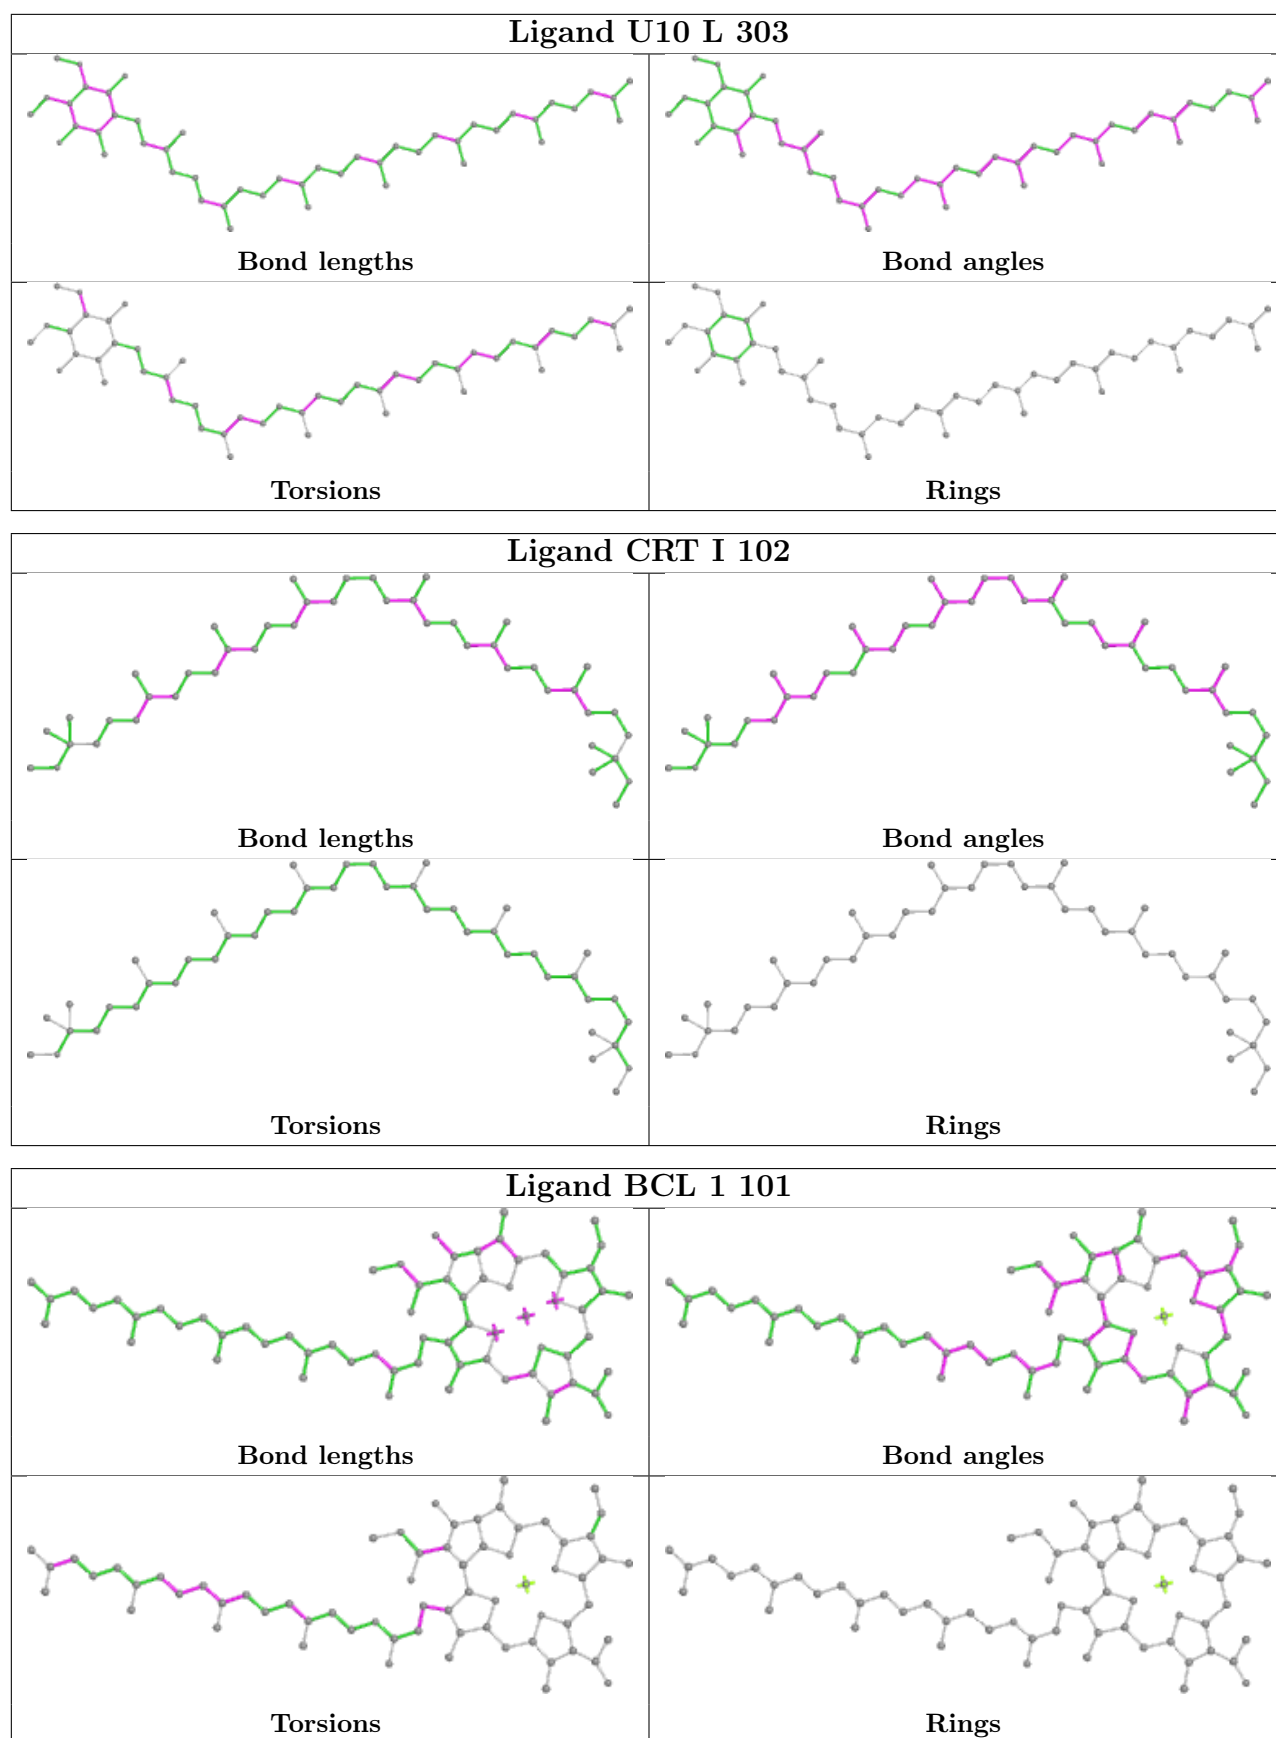 Ligand U10 L 303
Bond lengths
Bond angles
Torsions
Rings
Ligand CRT I 102
Bond lengths
Bond angles
Torsions
Rings
Ligand BCL 1 101
Bond lengths
Bond angles
Torsions
Rings